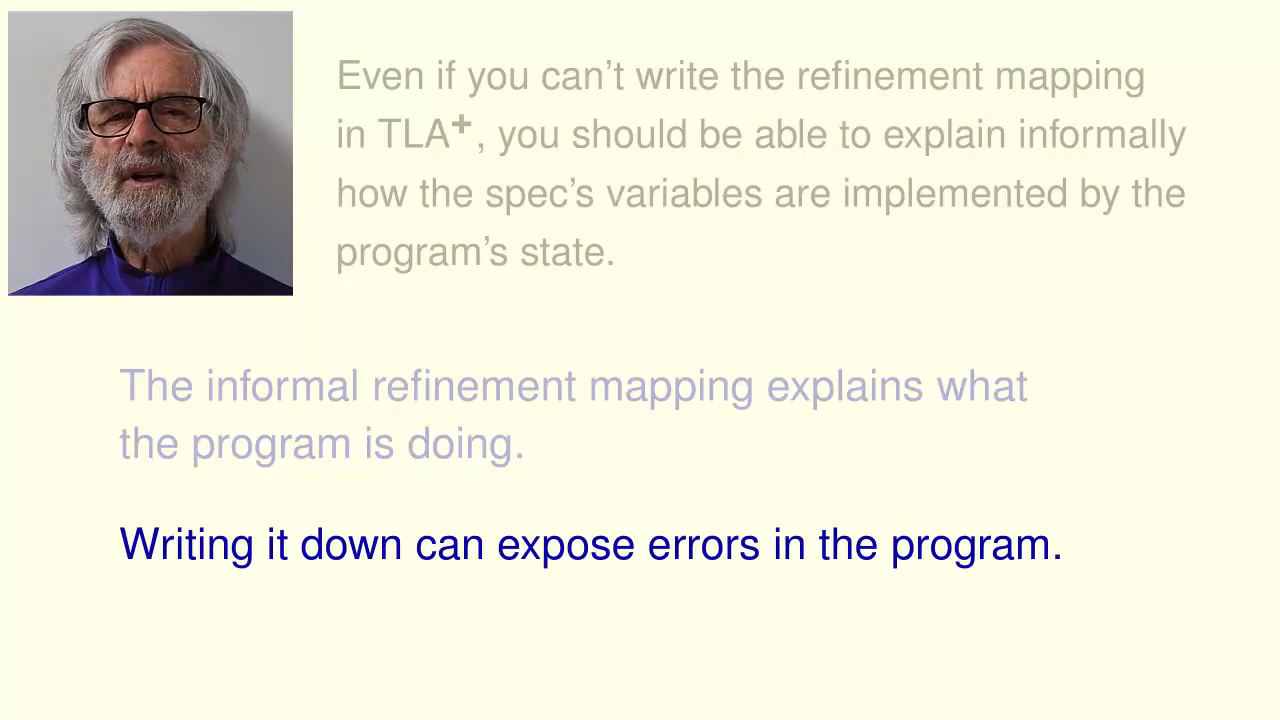 Even if you can’t write the refinement mapping
in TLA⁺, you should be able to explain informally
how the spec’s variables are implemented by the
program’s state.
The informal refinement mapping explains what
the program is doing.
Writing it down can expose errors in the program.